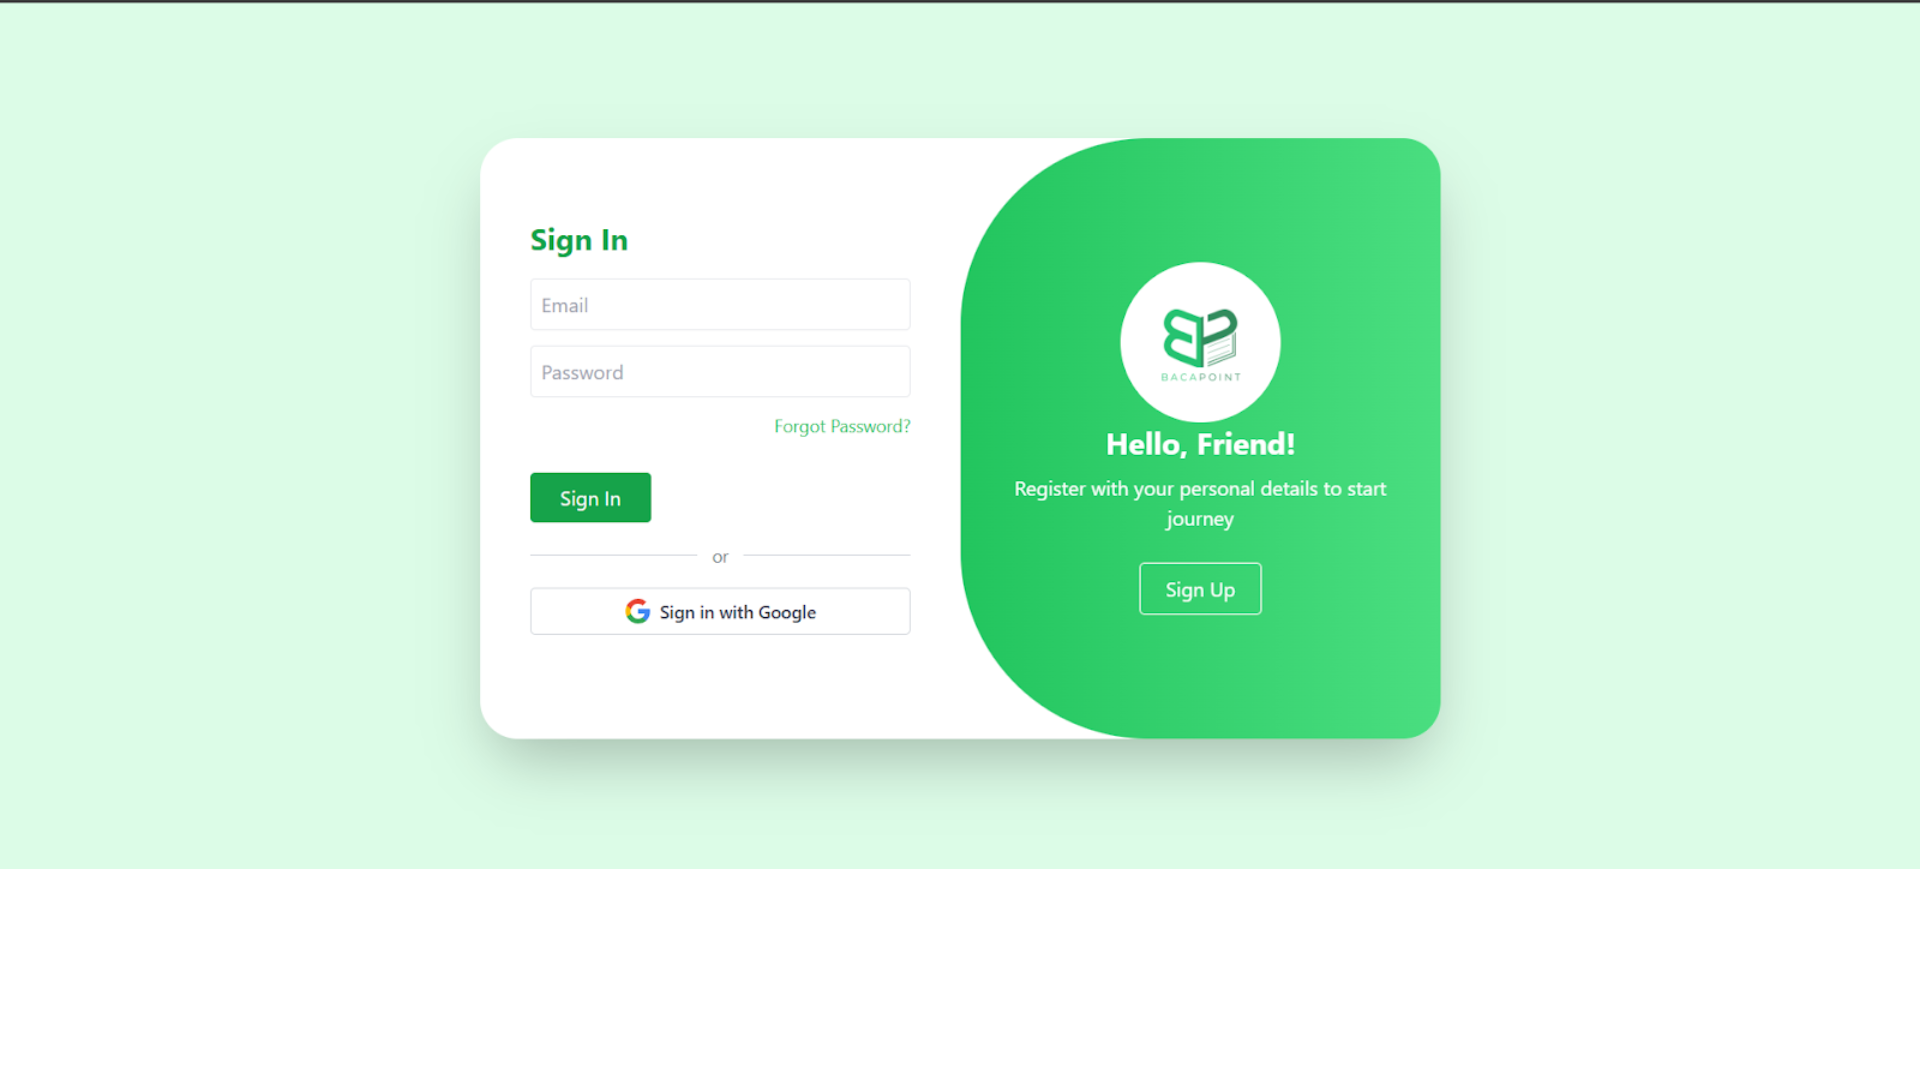 Sign In
Email
Password
Forgot Password?
Sign In
or
Sign in with Google
BACAPOINT
Hello, Friend!
Register with your personal details to start
journey
Sign Up